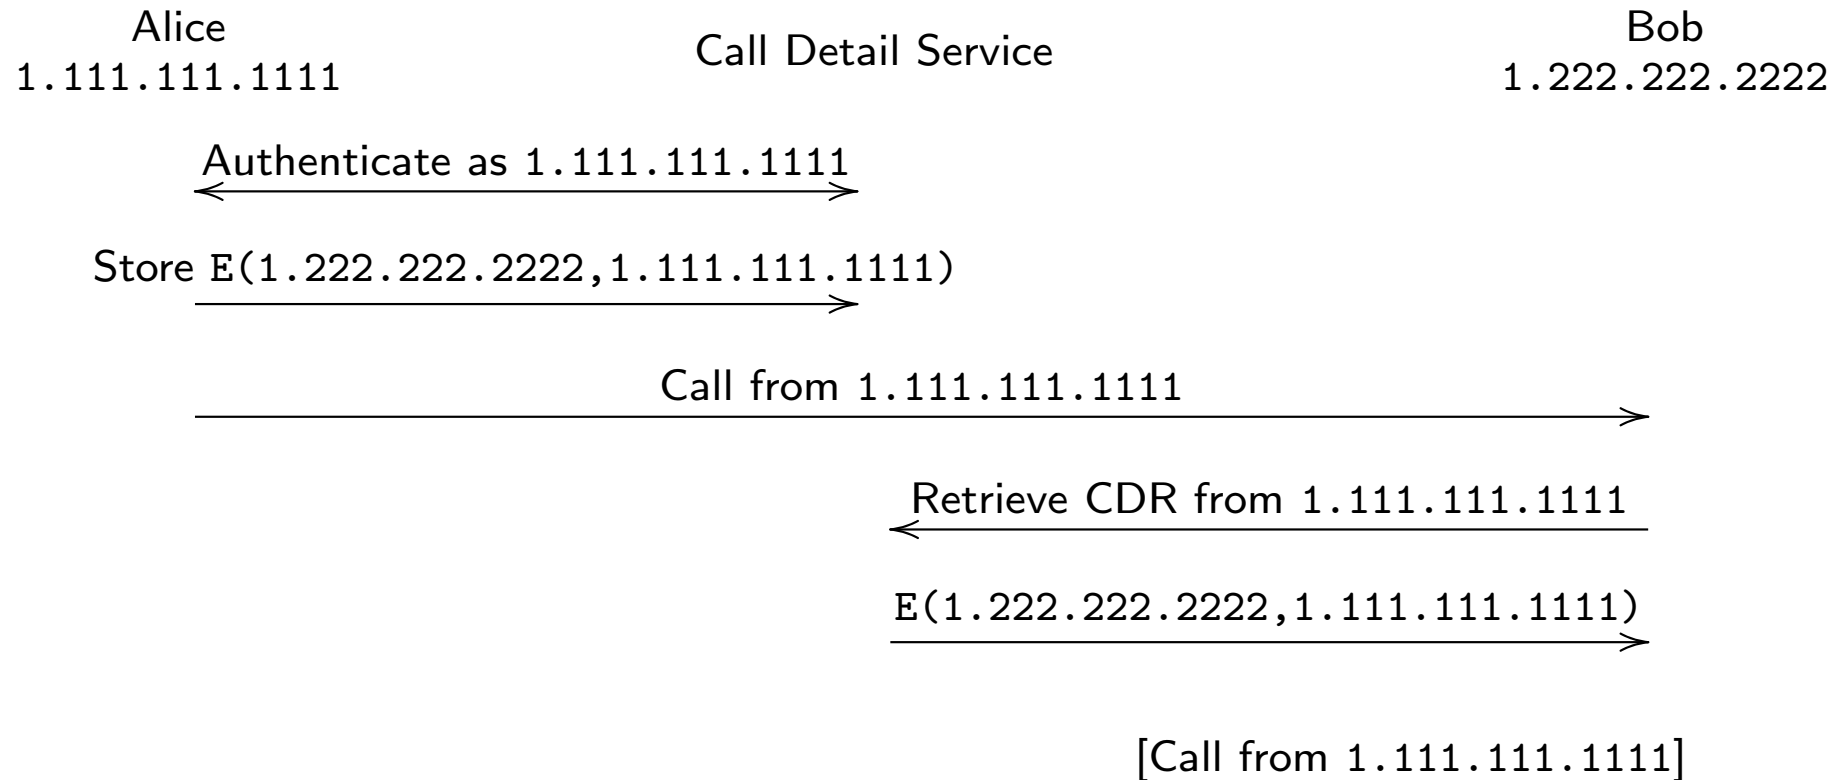 Alice
1.111.111.1111
Call Detail Service
Bob
1.222.222.2222
Authenticate as 1.111.111.1111
Store E(1.222.222.2222,1.111.111.1111)
Call from 1.111.111.1111
Retrieve CDR from 1.111.111.1111
E(1.222.222.2222,1.111.111.1111)
[Call from 1.111.111.1111]